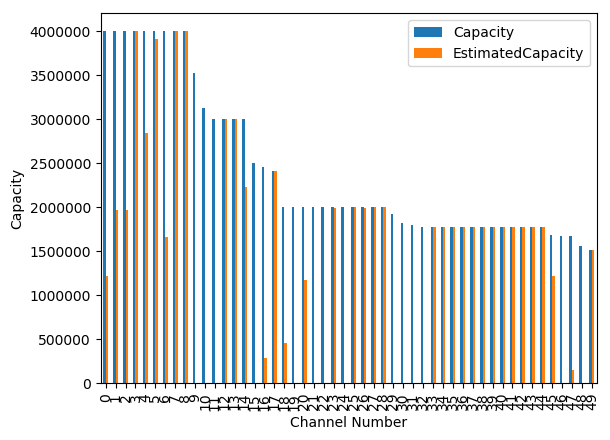 Capacity
EstimatedCapacity
4000000
3500000
3000000
2500000
2000000
1500000
1000000
500000
0
Capacity
0 1 2 3 4 5 6 7 8 9 10 11 12 13 14 15 16 17 18 19 20 21 22 23 24 25 26 27 28 29 30 31 32 33 34 35 36 37 38 39 40 41 42 43 44 45 46 47 48 49
Channel Number